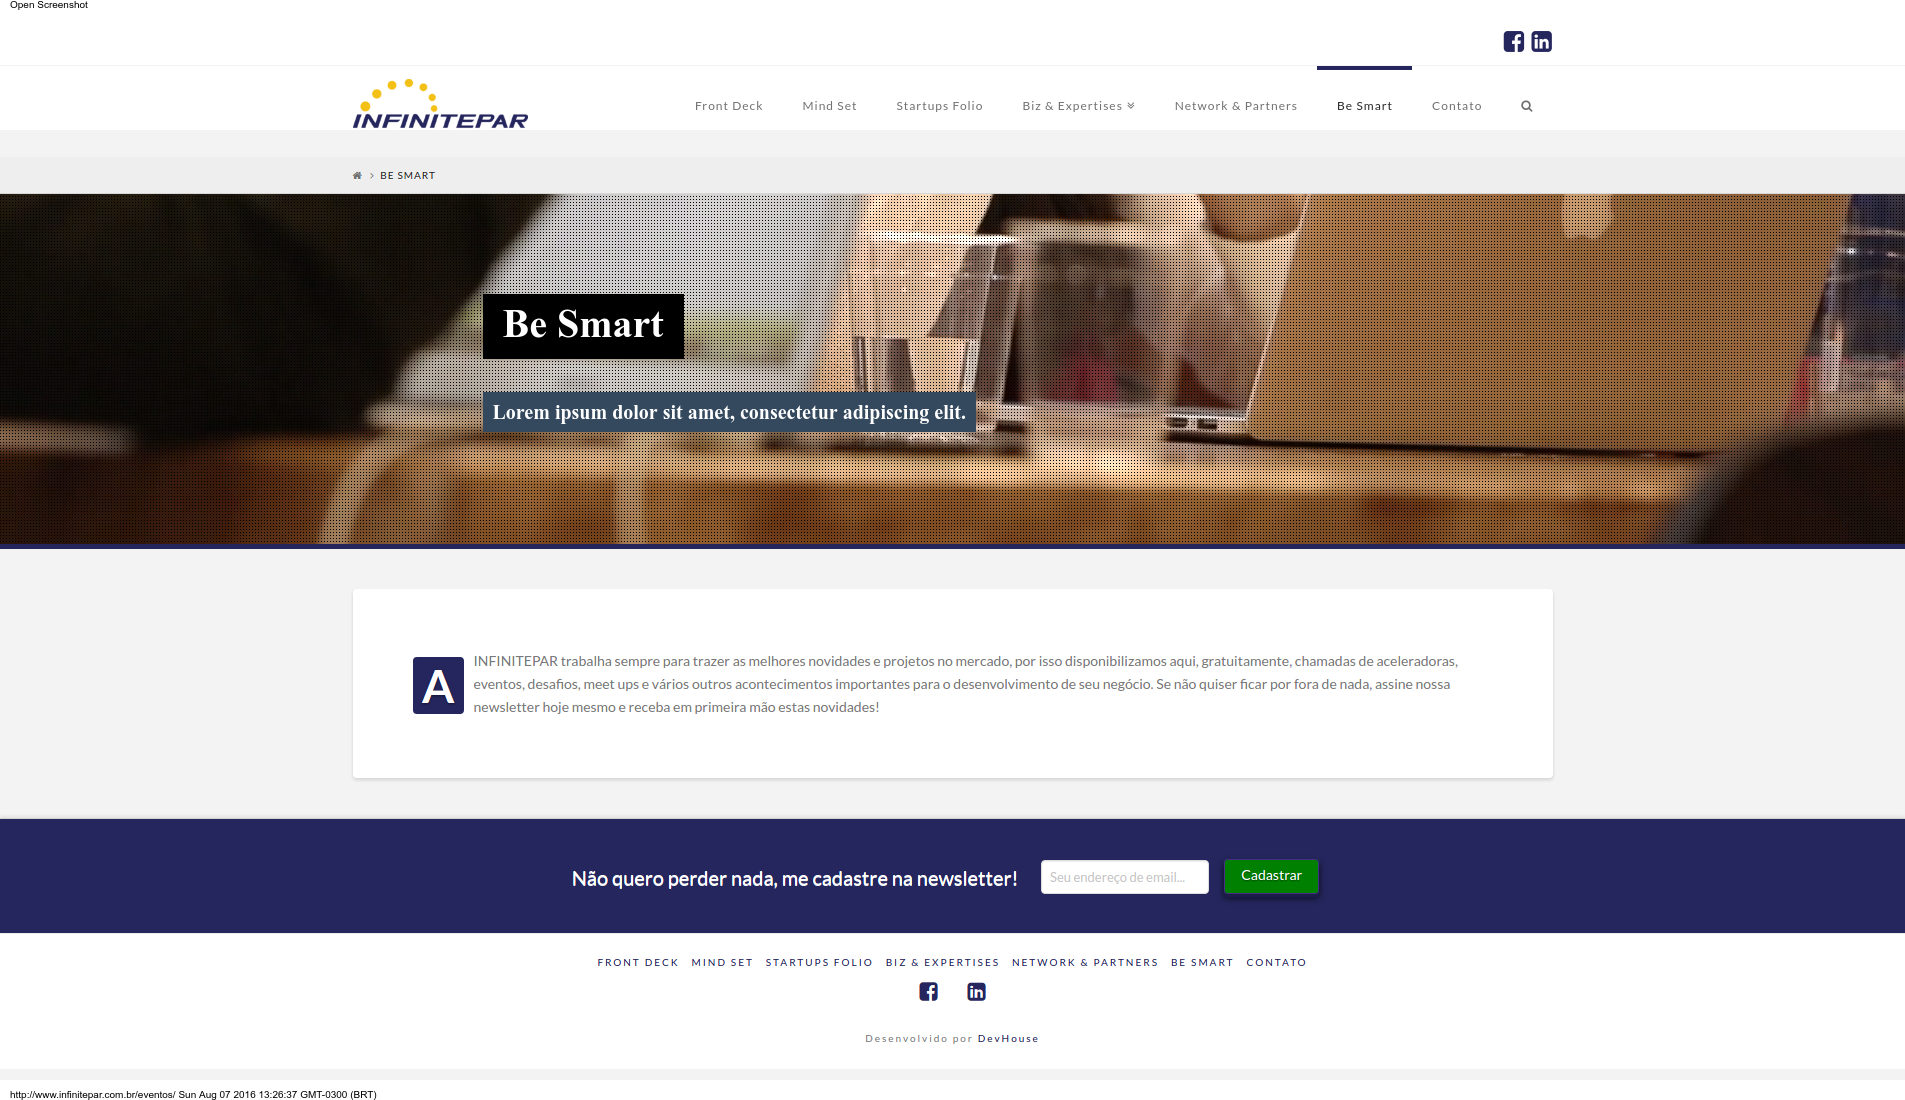 Open Screenshot
INFINITEPAR
Front Deck Mind Set Startups Folio Biz & Expertises Network & Partners Be Smart Contato
BE SMART
Be Smart
Lorem ipsum dolor sit amet, consectetur adipiscing elit.
A INFINITEPAR trabalha sempre para trazer as melhores novidades e projetos no mercado, por isso disponibilizamos aqui, gratuitamente, chamadas de aceleradoras,
eventos, desafios, meet ups e vários outros acontecimentos importantes para o desenvolvimento de seu negócio. Se não quiser ficar por fora de nada, assine nossa
newsletter hoje mesmo e receba em primeira mão estas novidades!
Não quero perder nada, me cadastre na newsletter! Seu endereço de email... Cadastrar
FRONT DECK MIND SET STARTUPS FOLIO BIZ & EXPERTISES NETWORK & PARTNERS BE SMART CONTATO
Desenvolvido por DevHouse
http://www.infinitepar.com.br/eventos/ Sun Aug 07 2016 13:26:37 GMT-0300 (BRT)